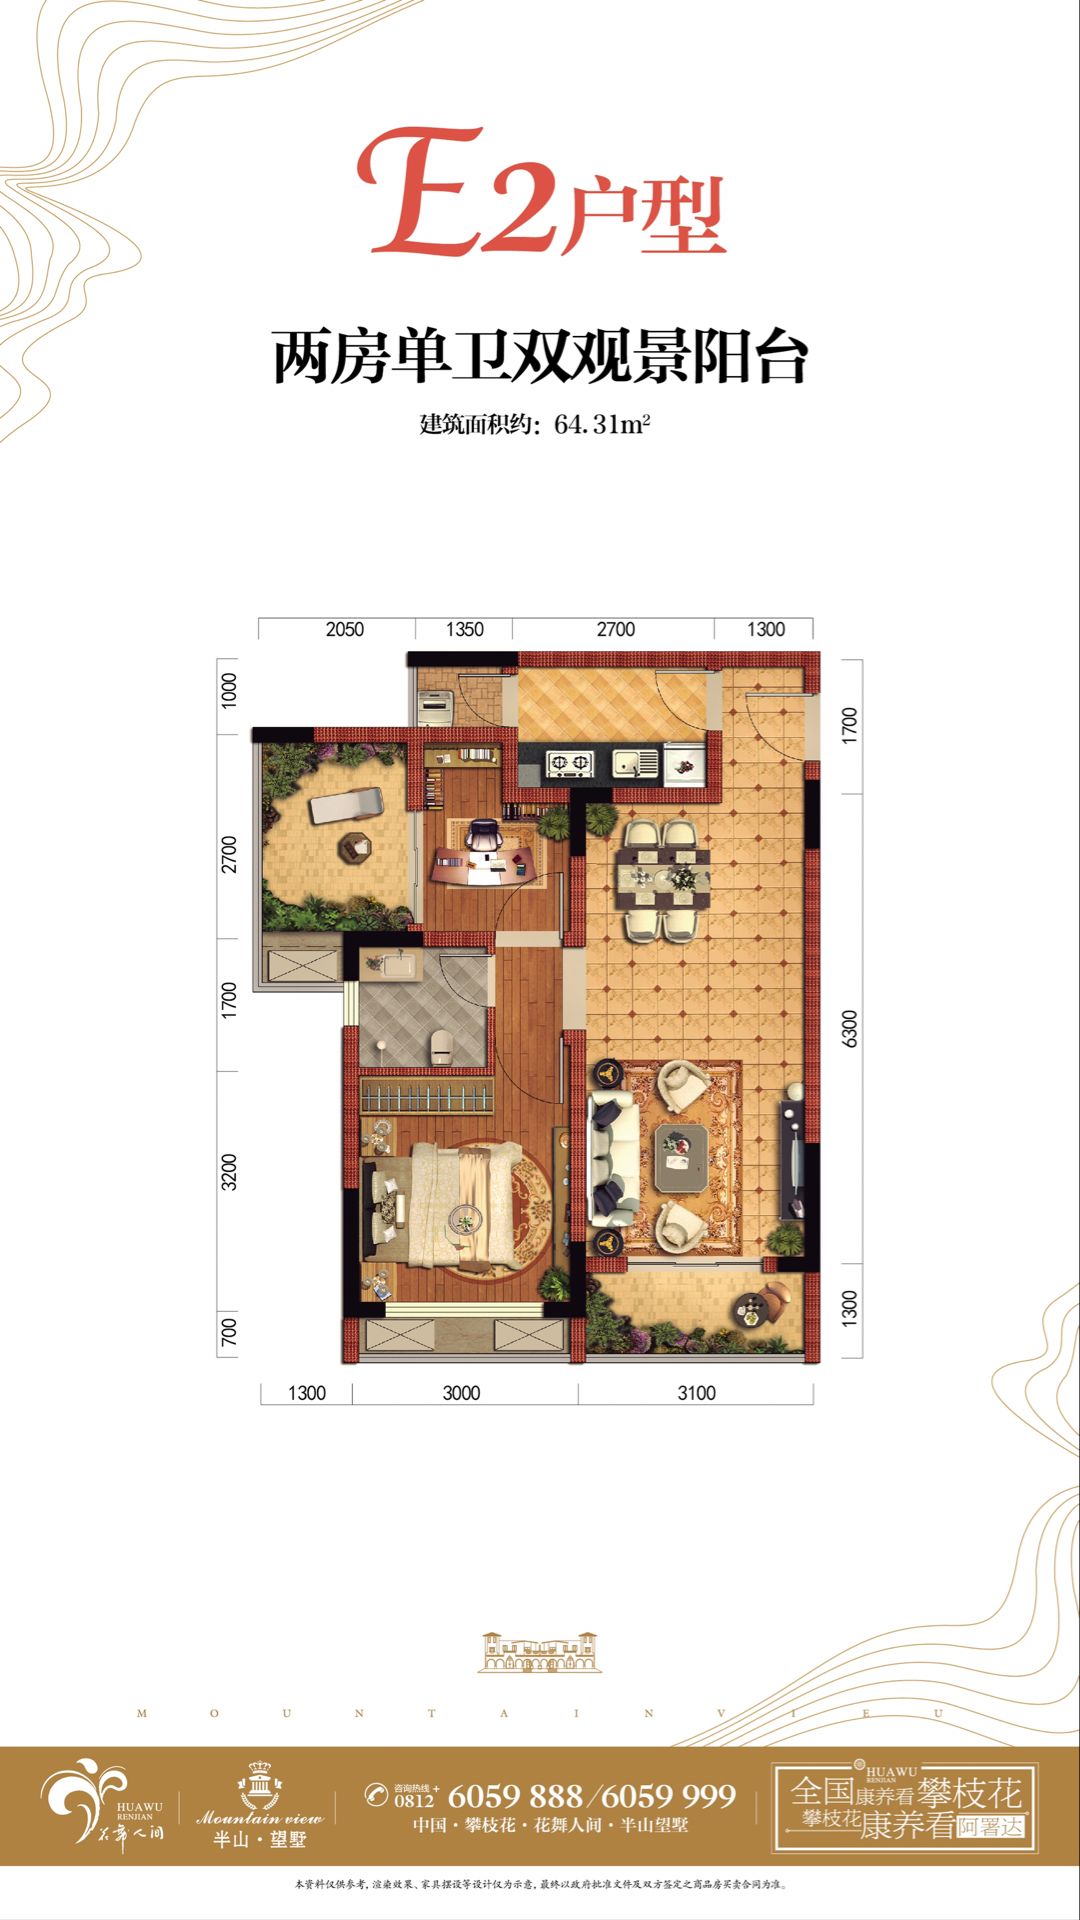 E2户型
两房单卫双观景阳台
建筑面积约：64.31m²
2050 1350 2700 1300
1000
2700
1700
3200
700
1700
6300
1300
1300 3000 3100
MOUNTAINVIEU
HUAWU
RENJIAN
花舞人间
Mountain view
半山·望墅
咨询热线+
0812
6059 888/6059 999
中国·攀枝花·花舞人间·半山望墅
HUAWU
RENJIAN
全国康养看攀枝花
攀枝花康养看阿署达
本资料仅供参考，渲染效果、家具摆设等设计仅为示意，最终以政府批准文件及双方签定之商品房买卖合同为准。